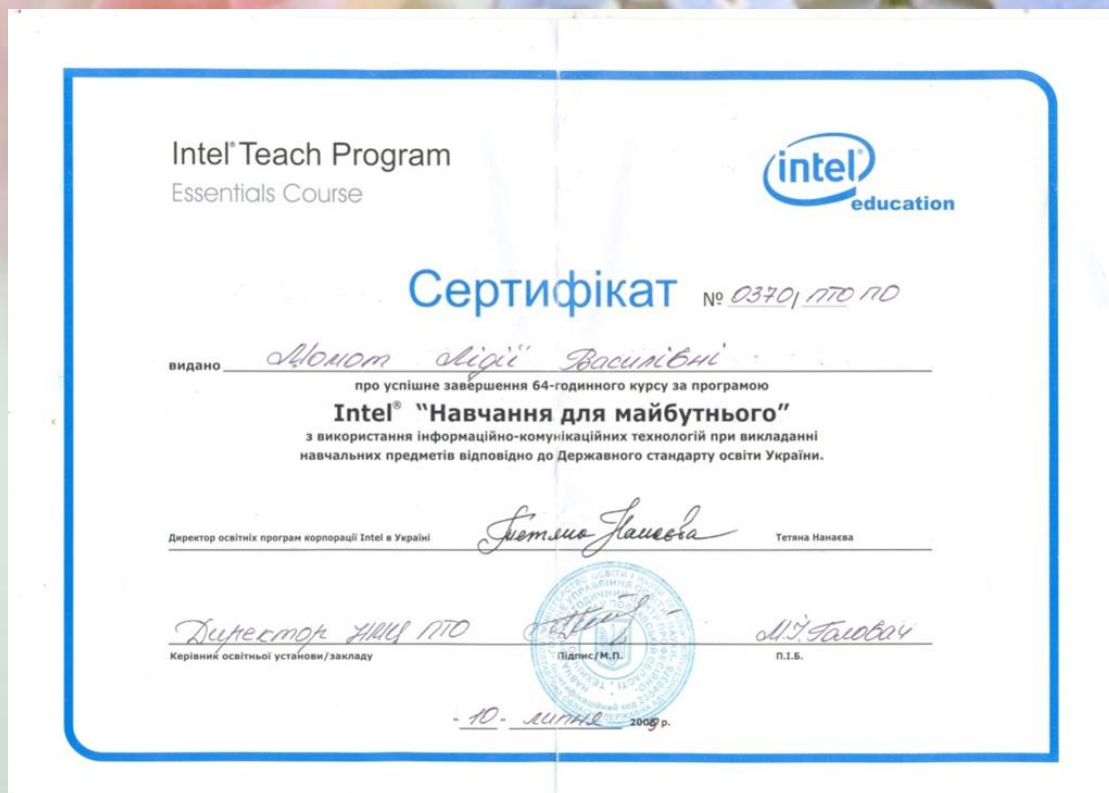 Intel® Teach Program
Essentials Course
intel®
education
Сертифікат № 0370/ ПТО ПО
видано Момот Лідії Василівні
про успішне завершення 64-годинного курсу за програмою
Intel® “Навчання для майбутнього”
з використання інформаційно-комунікаційних технологій при викладанні
навчальних предметів відповідно до Державного стандарту освіти України.
Директор освітніх програм корпорації Intel в Україні Тетяна Нанаєва Тетяна Нанаєва
Директор НМЦ ПТО М.І. Головач
Керівник освітньої установи/закладу Підпис/М.П. П.І.Б.
- 10 - липня 2009 р.